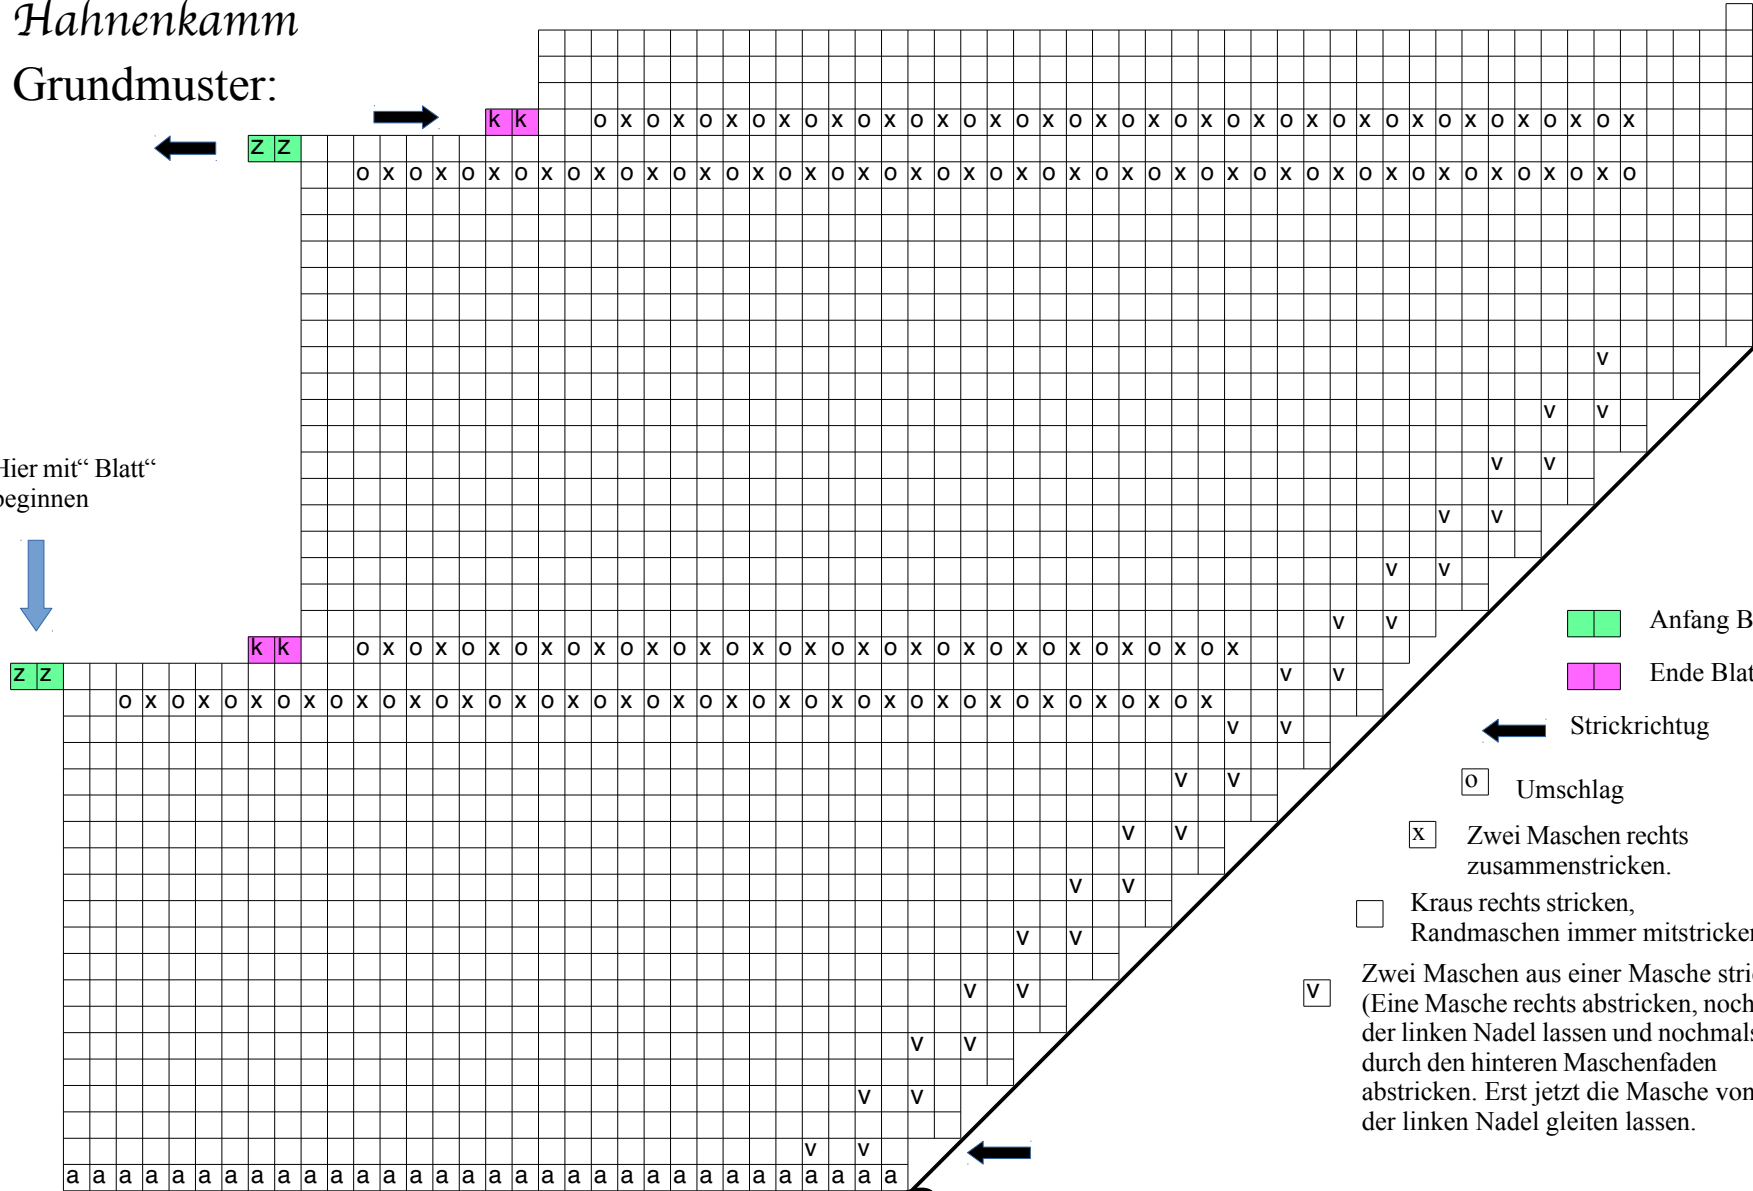 Hahnenkamm
Grundmuster:
k k o x o x o x o x o x o x o x o x o x o x o x o x o x o x o x o x o x o x o x o x
z z
o x o x o x o x o x o x o x o x o x o x o x o x o x o x o x o x o x o x o x o x o x o x o x o x o
v
v v
v v
Hier mit“ Blatt“
beginnen
v v
v v
v v
k k o x o x o x o x o x o x o x o x o x o x o x o x o x o x o x o x o x
z z v v
o x o x o x o x o x o x o x o x o x o x o x o x o x o x o x o x o x o x o x o x o x
v v
v v
v v
v v
v v
v v
v v
v v
v v
a a a a a a a a a a a a a a a a a a a a a a a a a a a a a a a a
Anfang B
Ende Blat
Strickrichtug
o Umschlag
x Zwei Maschen rechts
zusammenstricken.
Kraus rechts stricken,
Randmaschen immer mitstricken
v Zwei Maschen aus einer Masche stric
(Eine Masche rechts abstricken, noch
der linken Nadel lassen und nochmals
durch den hinteren Maschenfaden
abstricken. Erst jetzt die Masche von
der linken Nadel gleiten lassen.